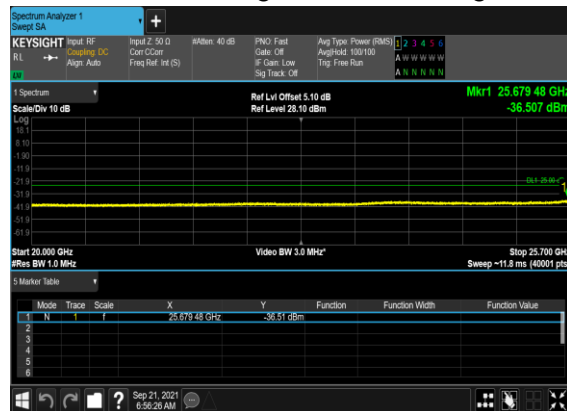 Spectrum Analyzer 1
Swept SA
+
KEYSIGHT Input: RF Input Z: 50 Ω #Atten: 40 dB PNO: Fast Avg Type: Power (RMS) 1 2 3 4 5 6
RL Coupling: DC Corr CCorr Gate: Off Avg|Hold: 100/100 A W W W W W
Align: Auto Freq Ref: Int (S) IF Gain: Low Trig: Free Run
Sig Track: Off A N N N N N
LXI
1 Spectrum Ref Lvl Offset 5.10 dB Mkr1 25.679 48 GHz
Scale/Div 10 dB Ref Level 28.10 dBm -36.507 dBm
Log
18.1
8.10
-1.90
-11.9
-21.9 DL1 -25.00
-31.9 1
-41.9
-51.9
-61.9
Start 20.000 GHz Video BW 3.0 MHz* Stop 25.700 GHz
#Res BW 1.0 MHz Sweep ~11.8 ms (40001 pts)
5 Marker Table
Mode Trace Scale X Y Function Function Width Function Value
1 N 1 f 25.679 48 GHz -36.51 dBm
2
3
4
5
6
? Sep 21, 2021
6:56:26 AM